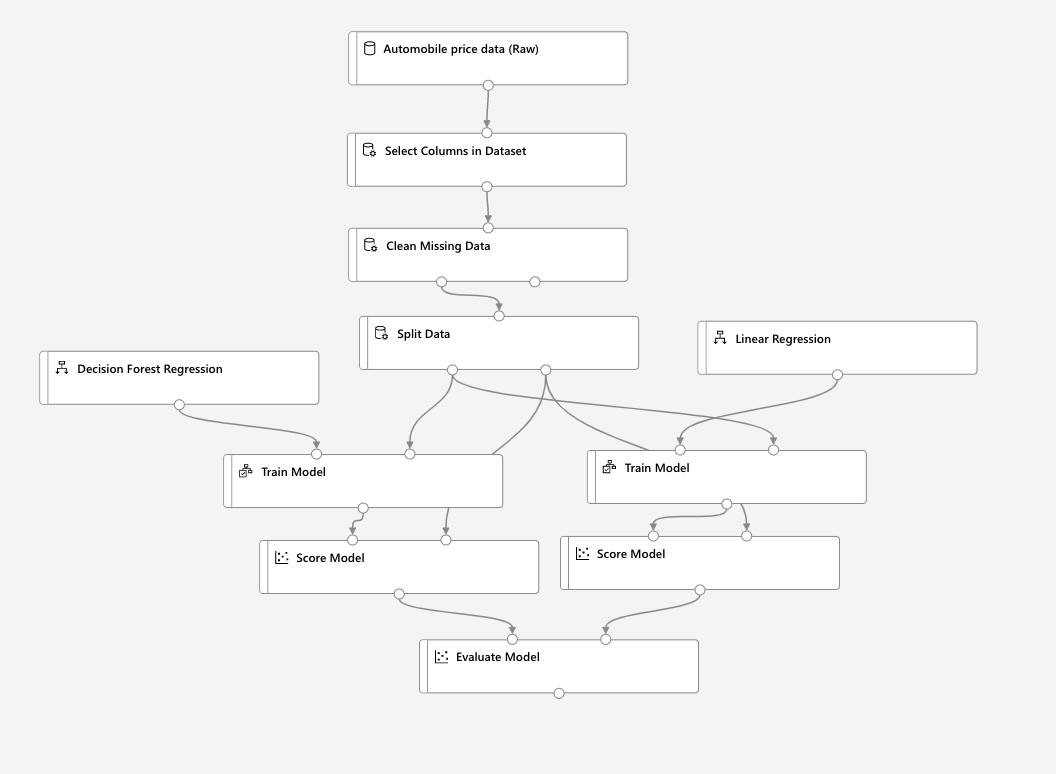 Automobile price data (Raw)
Select Columns in Dataset
Clean Missing Data
Split Data
Linear Regression
Decision Forest Regression
Train Model
Train Model
Score Model
Score Model
Evaluate Model